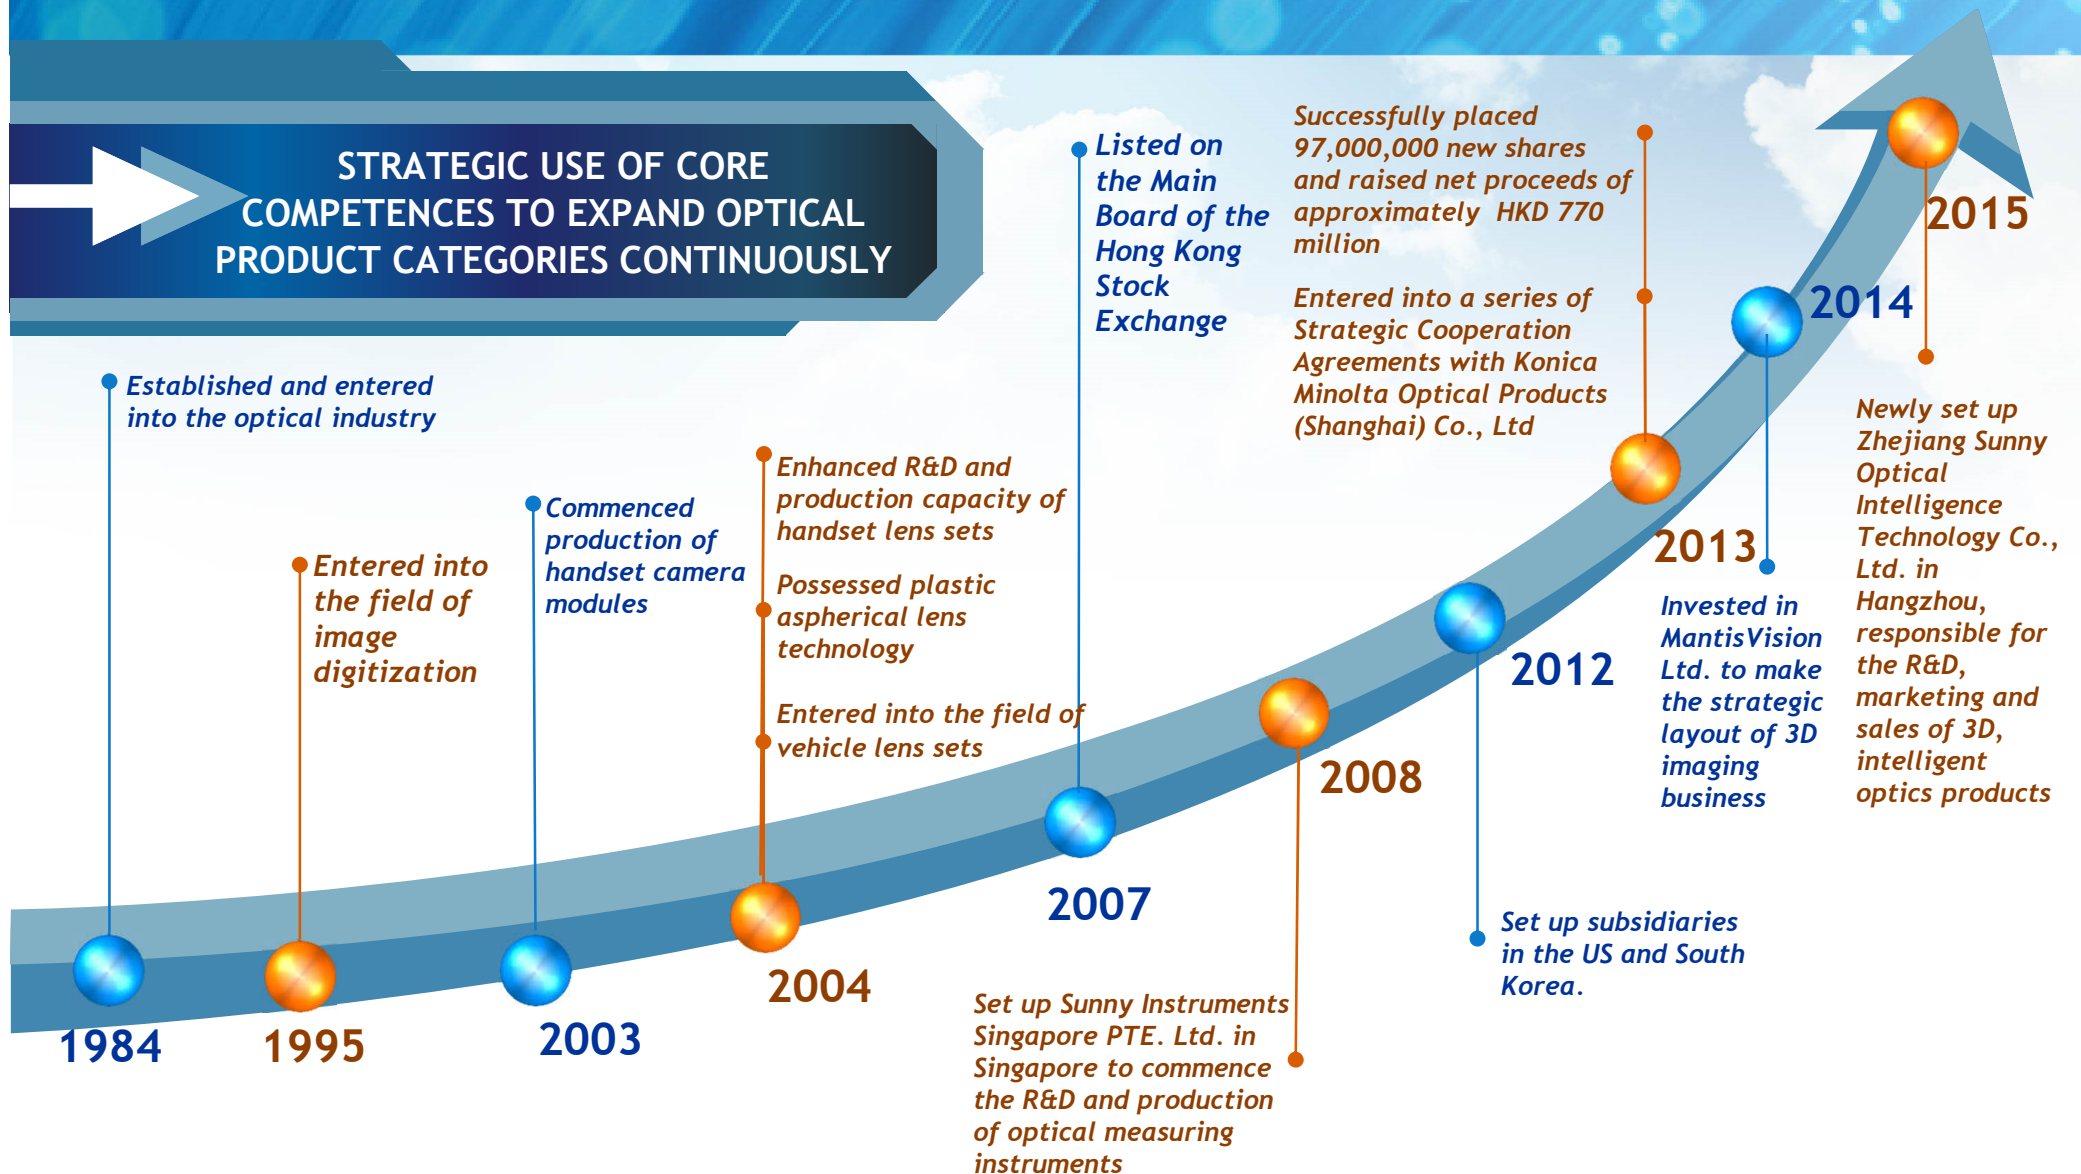 STRATEGIC USE OF CORE
COMPETENCES TO EXPAND OPTICAL
PRODUCT CATEGORIES CONTINUOUSLY
Established and entered
into the optical industry
1984
Entered into
the field of
image
digitization
1995
Commenced
production of
handset camera
modules
2003
Enhanced R&D and
production capacity of
handset lens sets
Possessed plastic
aspherical lens
technology
Entered into the field of
vehicle lens sets
2004
Listed on
the Main
Board of the
Hong Kong
Stock
Exchange
2007
2008
Set up Sunny Instruments
Singapore PTE. Ltd. in
Singapore to commence
the R&D and production
of optical measuring
instruments
2012
Set up subsidiaries
in the US and South
Korea.
Successfully placed
97,000,000 new shares
and raised net proceeds of
approximately HKD 770
million
Entered into a series of
Strategic Cooperation
Agreements with Konica
Minolta Optical Products
(Shanghai) Co., Ltd
2013
2014
Invested in
MantisVision
Ltd. to make
the strategic
layout of 3D
imaging
business
2015
Newly set up
Zhejiang Sunny
Optical
Intelligence
Technology Co.,
Ltd. in
Hangzhou,
responsible for
the R&D,
marketing and
sales of 3D,
intelligent
optics products